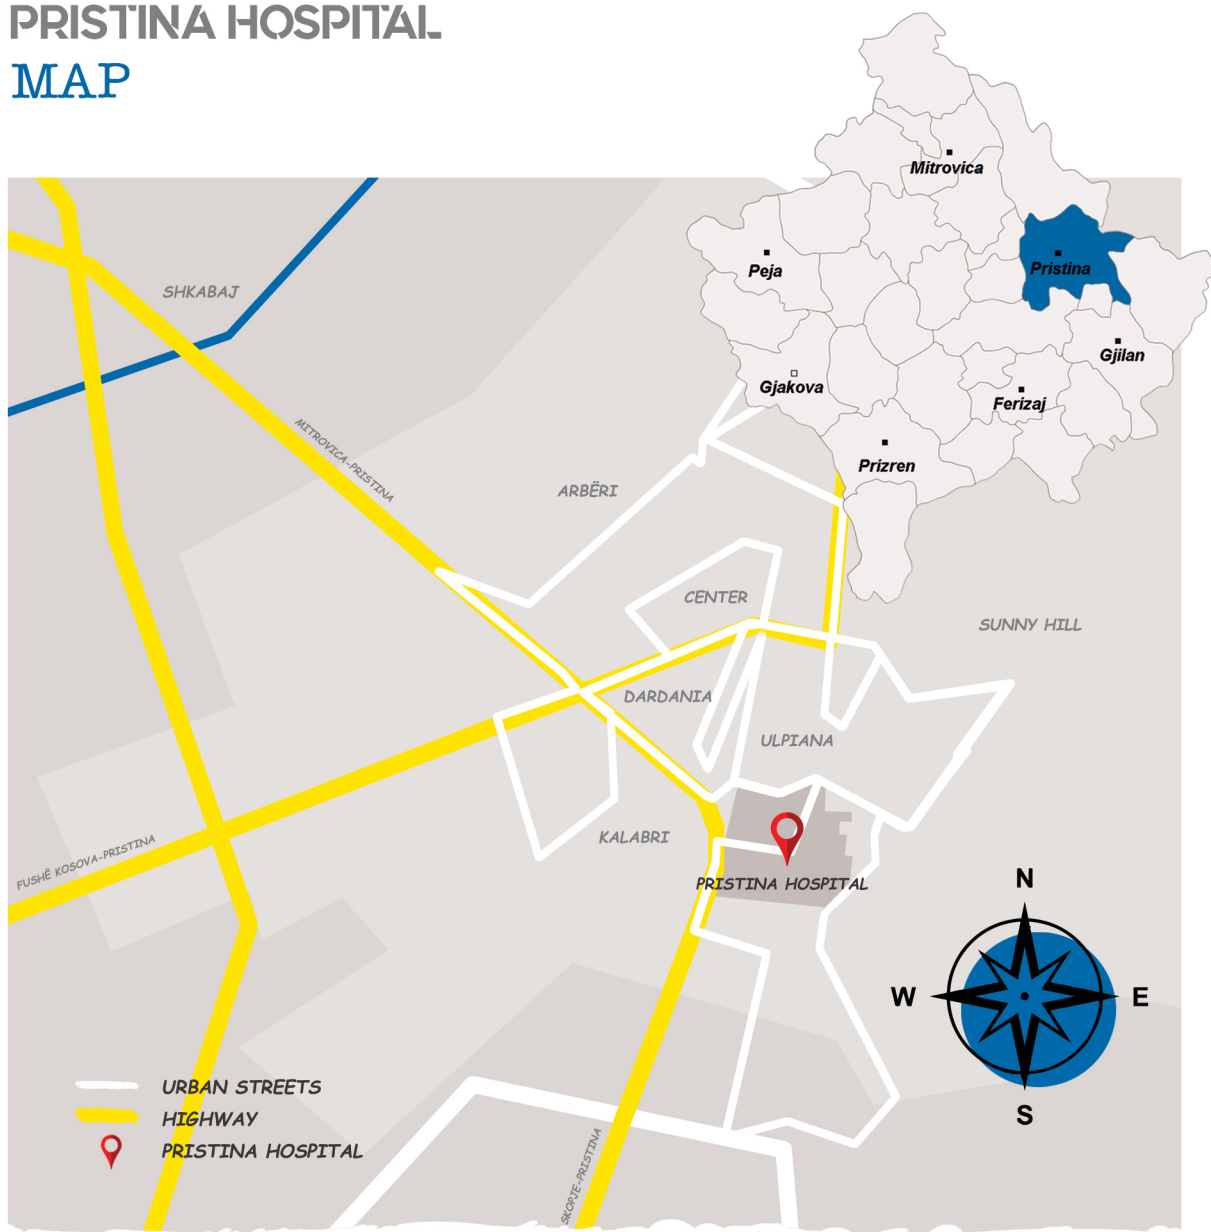 PRISTINA HOSPITAL
MAP
Mitrovica
Peja
Pristina
Gjilan
Gjakova
Ferizaj
Prizren
SHKABAJ
MITROVICA-PRISTINA
ARBËRI
CENTER
SUNNY HILL
DARDANIA
ULPIANA
KALABRI
FUSHË KOSOVA-PRISTINA
PRISTINA HOSPITAL
N
W
E
S
URBAN STREETS
HIGHWAY
PRISTINA HOSPITAL
SKOPJE-PRISTINA